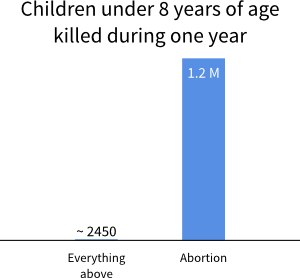 Children under 8 years of age
killed during one year
1.2 M
~ 2450
Everything
above
Abortion